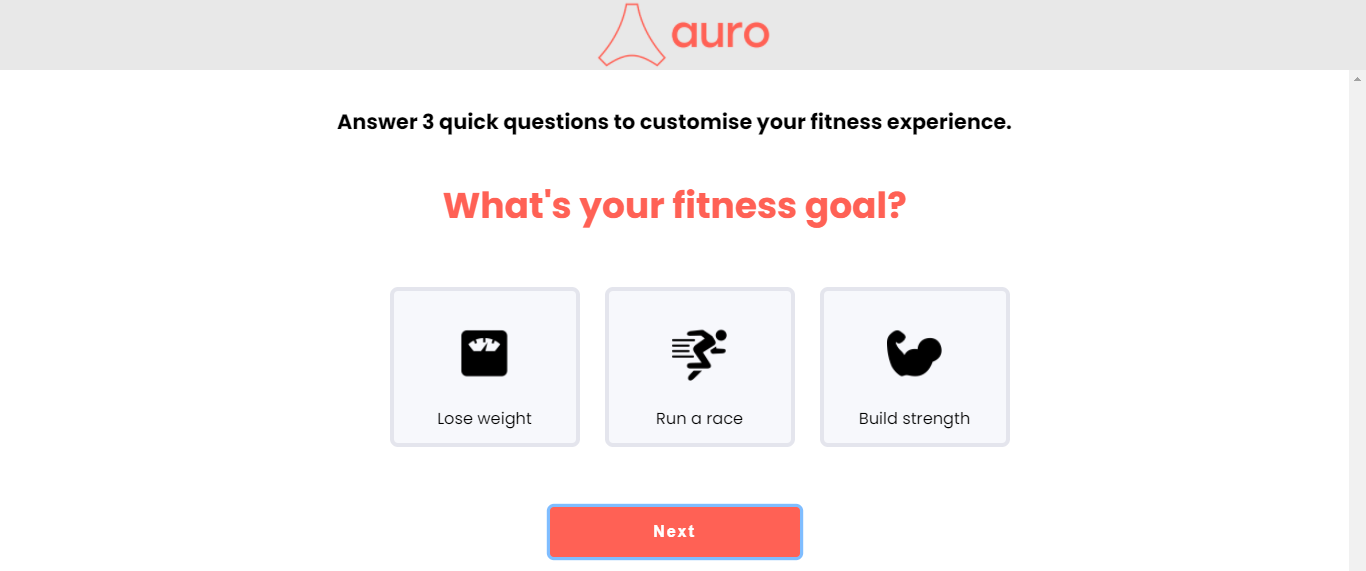 auro
Answer 3 quick questions to customise your fitness experience.
What's your fitness goal?
Lose weight
Run a race
Build strength
Next